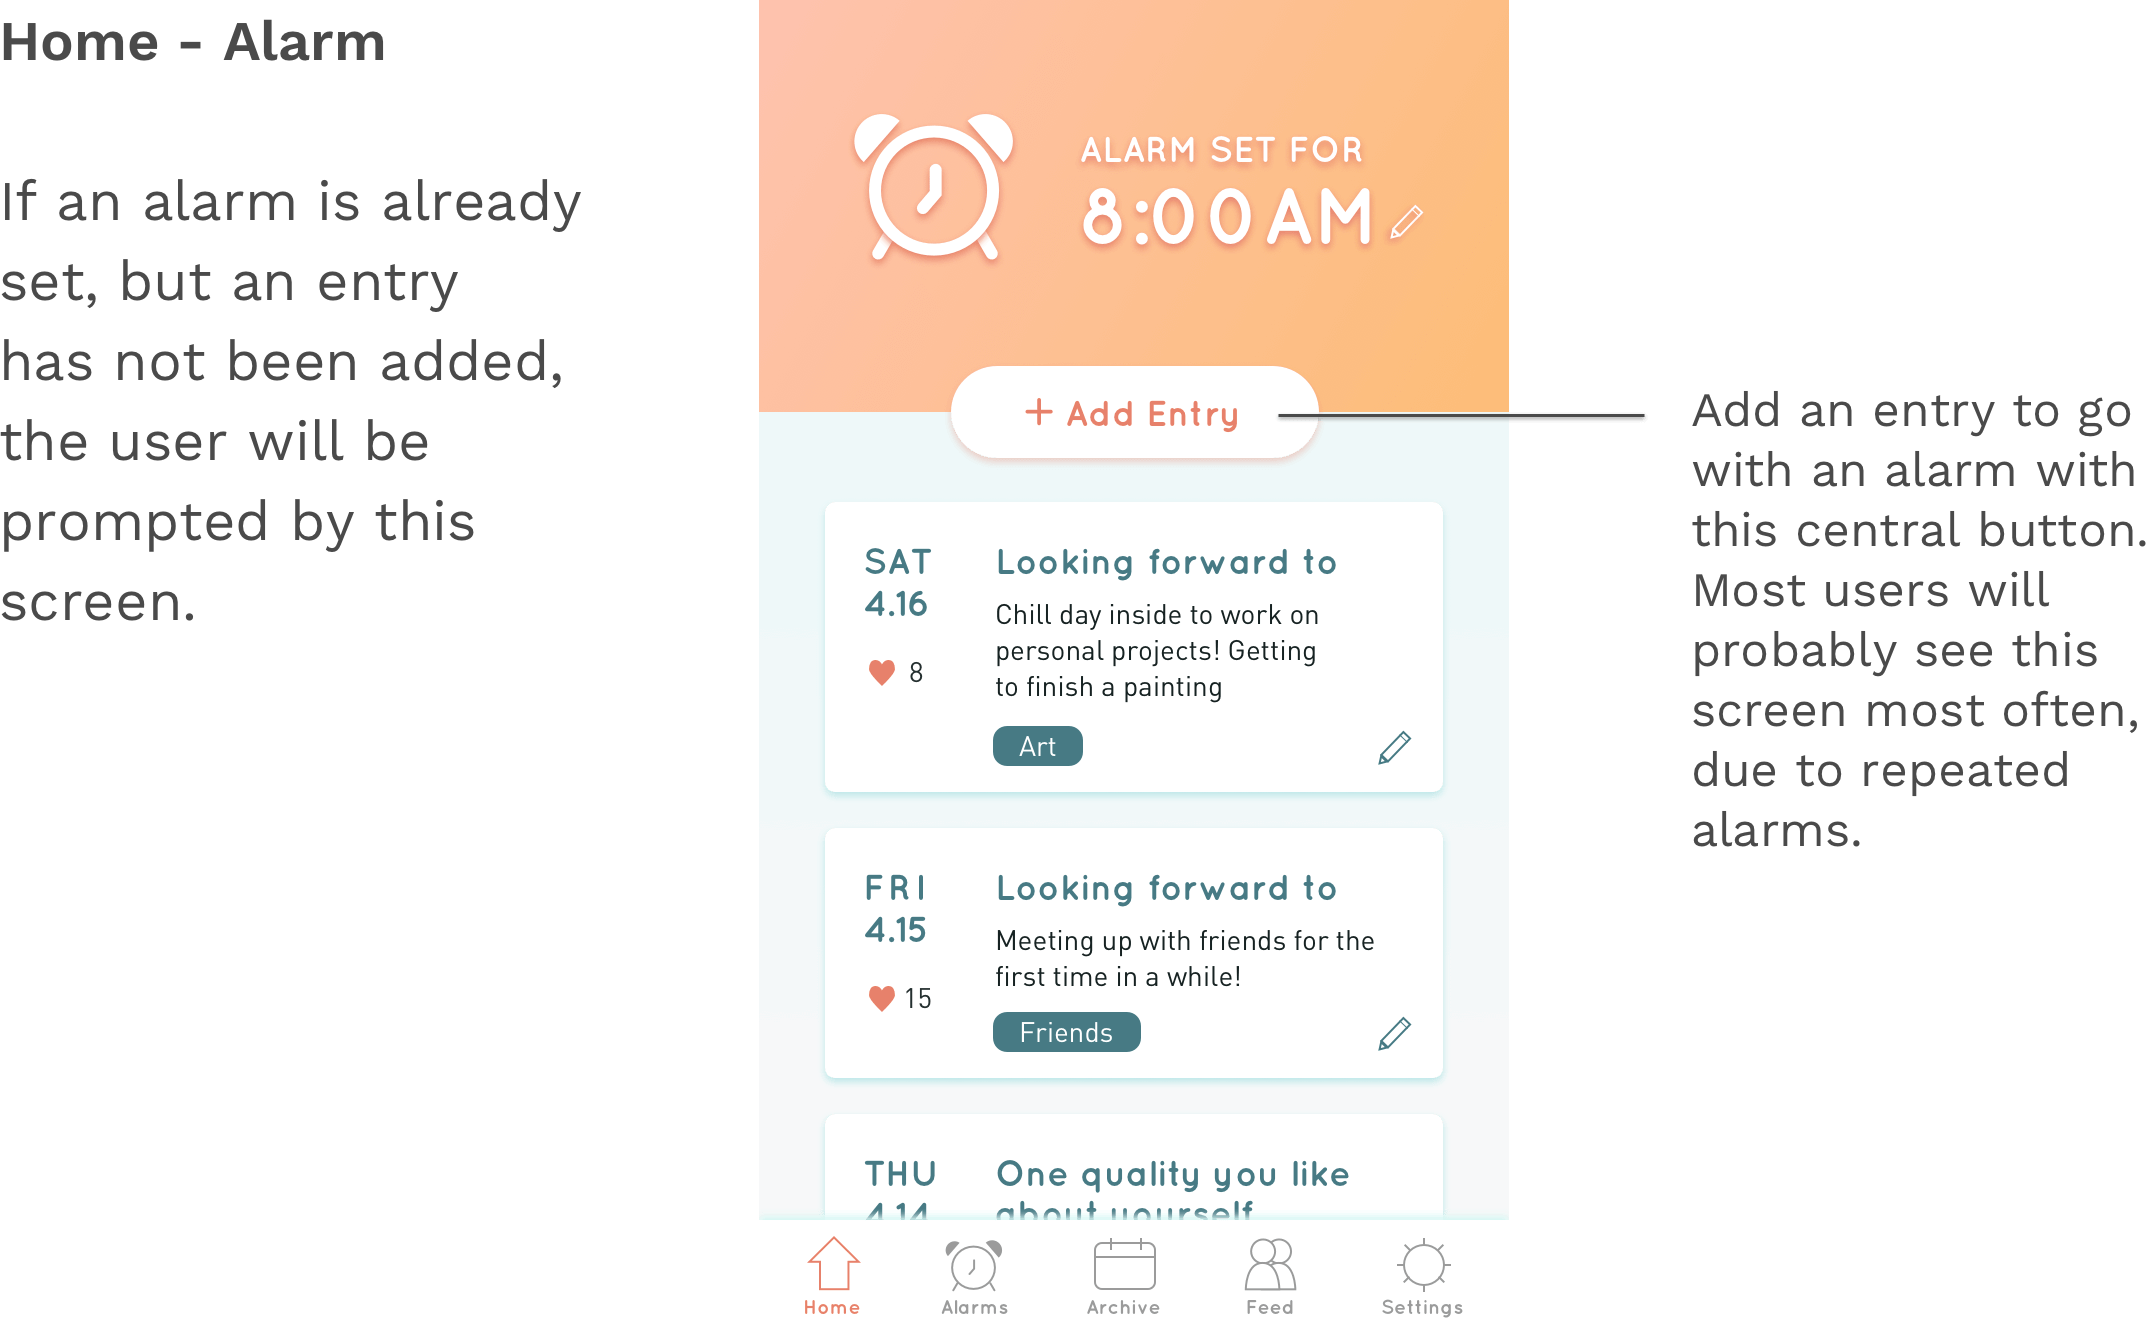 Home - Alarm
If an alarm is already
set, but an entry
has not been added,
the user will be
prompted by this
screen.
ALARM SET FOR
8:00 AM
+ Add Entry
SAT
4.16
8
Looking forward to
Chill day inside to work on
personal projects! Getting
to finish a painting
Art
FRI
4.15
15
Looking forward to
Meeting up with friends for the
first time in a while!
Friends
THU
4.14
One quality you like
about yourself
Home
Alarms
Archive
Feed
Settings
Add an entry to go
with an alarm with
this central button.
Most users will
probably see this
screen most often,
due to repeated
alarms.